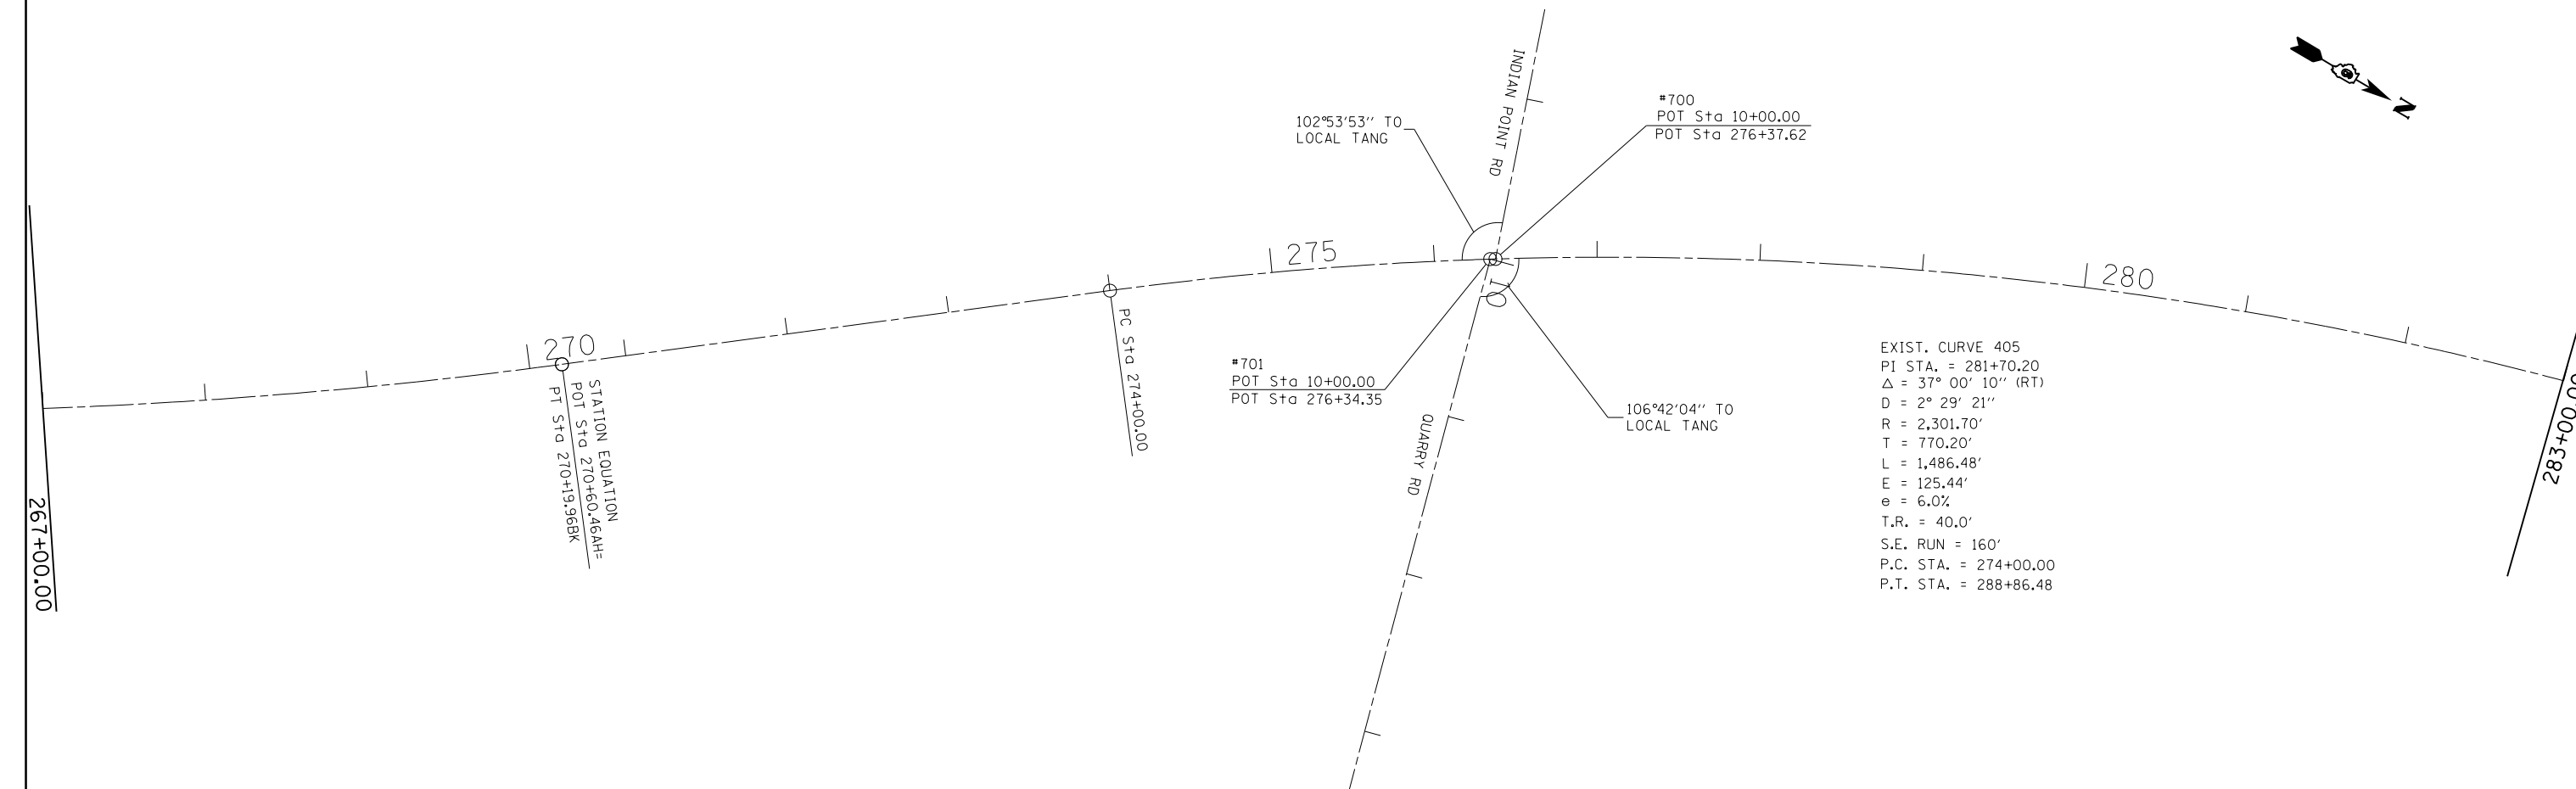 INDIAN POINT RD
102°53'53'' TO
LOCAL TANG
#700
POT Sta 10+00.00
POT Sta 276+37.62
N
275
280
270
10
267+00.00
STATION EQUATION
POT Sta 270+60.46AH=
PT Sta 270+19.96BK
PC Sta 274+00.00
#701
POT Sta 10+00.00
POT Sta 276+34.35
QUARRY RD
106°42'04'' TO
LOCAL TANG
EXIST. CURVE 405
PI STA. = 281+70.20
Δ = 37° 00' 10'' (RT)
D = 2° 29' 21''
R = 2,301.70'
T = 770.20'
L = 1,486.48'
E = 125.44'
e = 6.0%
T.R. = 40.0'
S.E. RUN = 160'
P.C. STA. = 274+00.00
P.T. STA. = 288+86.48
283+00.00